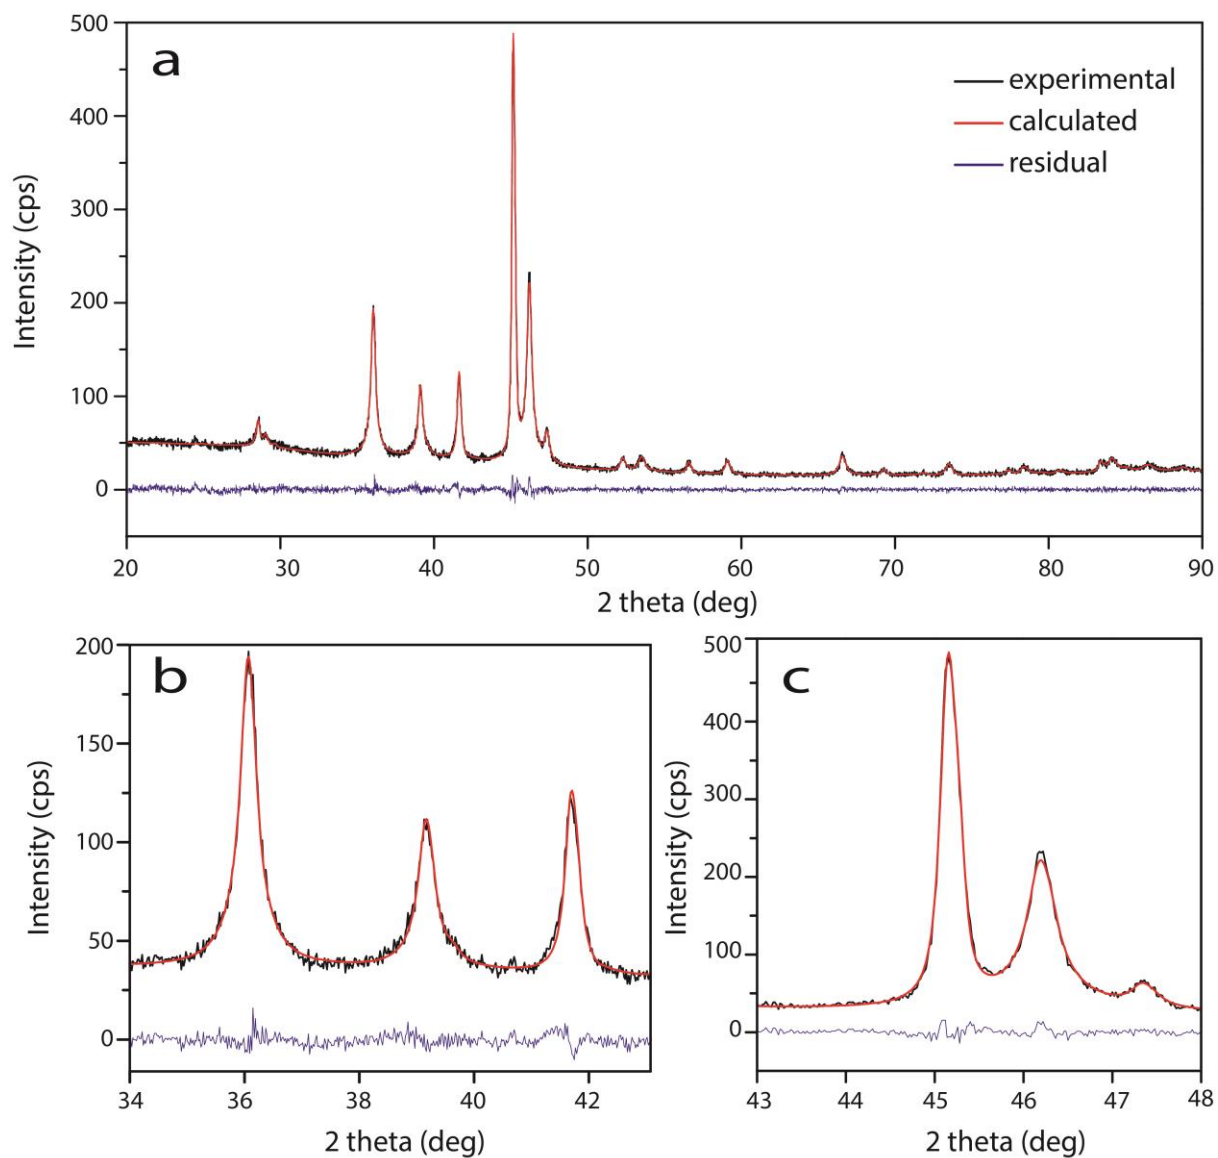 a
experimental
calculated
residual
Intensity (cps)
500
400
300
200
100
0
20 30 40 50 60 70 80 90
2 theta (deg)
b
Intensity (cps)
200
150
100
50
0
34 36 38 40 42
2 theta (deg)
c
Intensity (cps)
500
400
300
200
100
0
43 44 45 46 47 48
2 theta (deg)